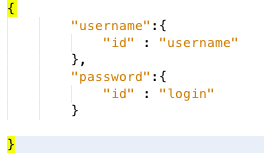 {
"username":{
"id" : "username"
},
"password":{
"id" : "login"
}
}